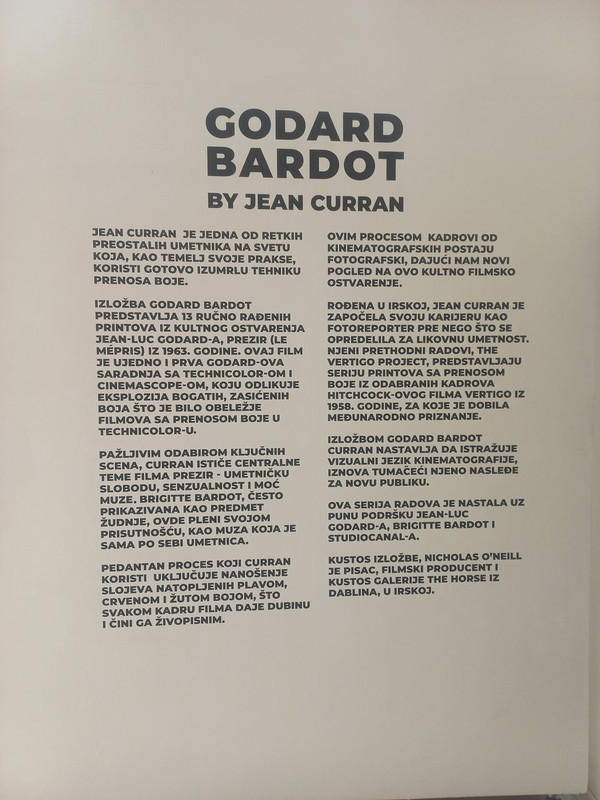 GODARD
BARDOT
BY JEAN CURRAN
JEAN CURRAN JE JEDNA OD RETKIH
PREOSTALIH UMETNIKA NA SVETU
KOJA, KAO TEMELJ SVOJE PRAKSE,
KORISTI GOTOVO IZUMRLU TEHNIKU
PRENOSA BOJE.
IZLOŽBA GODARD BARDOT
PREDSTAVLJA 13 RUČNO RAĐENIH
PRINTOVA IZ KULTNOG OSTVARENJA
JEAN-LUC GODARD-A, PREZIR (LE
MÉPRIS) IZ 1963. GODINE. OVAJ FILM
JE UJEDNO I PRVA GODARD-OVA
SARADNJA SA TECHNICOLOR-OM I
CINEMASCOPE-OM, KOJU ODLIKUJE
EKSPLOZIJA BOGATIH, ZASIĆENIH
BOJA ŠTO JE BILO OBELEŽJE
FILMOVA SA PRENOSOM BOJE U
TECHNICOLOR-U.
PAŽLJIVIM ODABIROM KLJUČNIH
SCENA, CURRAN ISTIČE CENTRALNE
TEME FILMA PREZIR - UMETNIČKU
SLOBODU, SENZUALNOST I MOĆ
MUZE. BRIGITTE BARDOT, ČESTO
PRIKAZIVANA KAO PREDMET
ŽUDNJE, OVDE PLENI SVOJOM
PRISUTNOŠĆU, KAO MUZA KOJA JE
SAMA PO SEBI UMETNICA.
PEDANTAN PROCES KOJI CURRAN
KORISTI UKLJUČUJE NANOŠENJE
SLOJEVA NATOPLJENIH PLAVOM,
CRVENOM I ŽUTOM BOJOM, ŠTO
SVAKOM KADRU FILMA DAJE DUBINU
I ČINI GA ŽIVOPISNIM.
OVIM PROCESOM KADROVI OD
KINEMATOGRAFSKIH POSTAJU
FOTOGRAFSKI, DAJUĆI NAM NOVI
POGLED NA OVO KULTNO FILMSKO
OSTVARENJE.
ROĐENA U IRSKOJ, JEAN CURRAN JE
ZAPOČELA SVOJU KARIJERU KAO
FOTOREPORTER PRE NEGO ŠTO SE
OPREDELILA ZA LIKOVNU UMETNOST.
NJENI PRETHODNI RADOVI, THE
VERTIGO PROJECT, PREDSTAVLJAJU
SERIJU PRINTOVA SA PRENOSOM
BOJE IZ ODABRANIH KADROVA
HITCHCOCK-OVOG FILMA VERTIGO IZ
1958. GODINE, ZA KOJE JE DOBILA
MEĐUNARODNO PRIZNANJE.
IZLOŽBOM GODARD BARDOT
CURRAN NASTAVLJA DA ISTRAŽUJE
VIZUALNI JEZIK KINEMATOGRAFIJE,
IZNOVA TUMAČEĆI NJENO NASLEĐE
ZA NOVU PUBLIKU.
OVA SERIJA RADOVA JE NASTALA UZ
PUNU PODRŠKU JEAN-LUC
GODARD-A, BRIGITTE BARDOT I
STUDIOCANAL-A.
KUSTOS IZLOŽBE, NICHOLAS O'NEILL
JE PISAC, FILMSKI PRODUCENT I
KUSTOS GALERIJE THE HORSE IZ
DABLINA, U IRSKOJ.